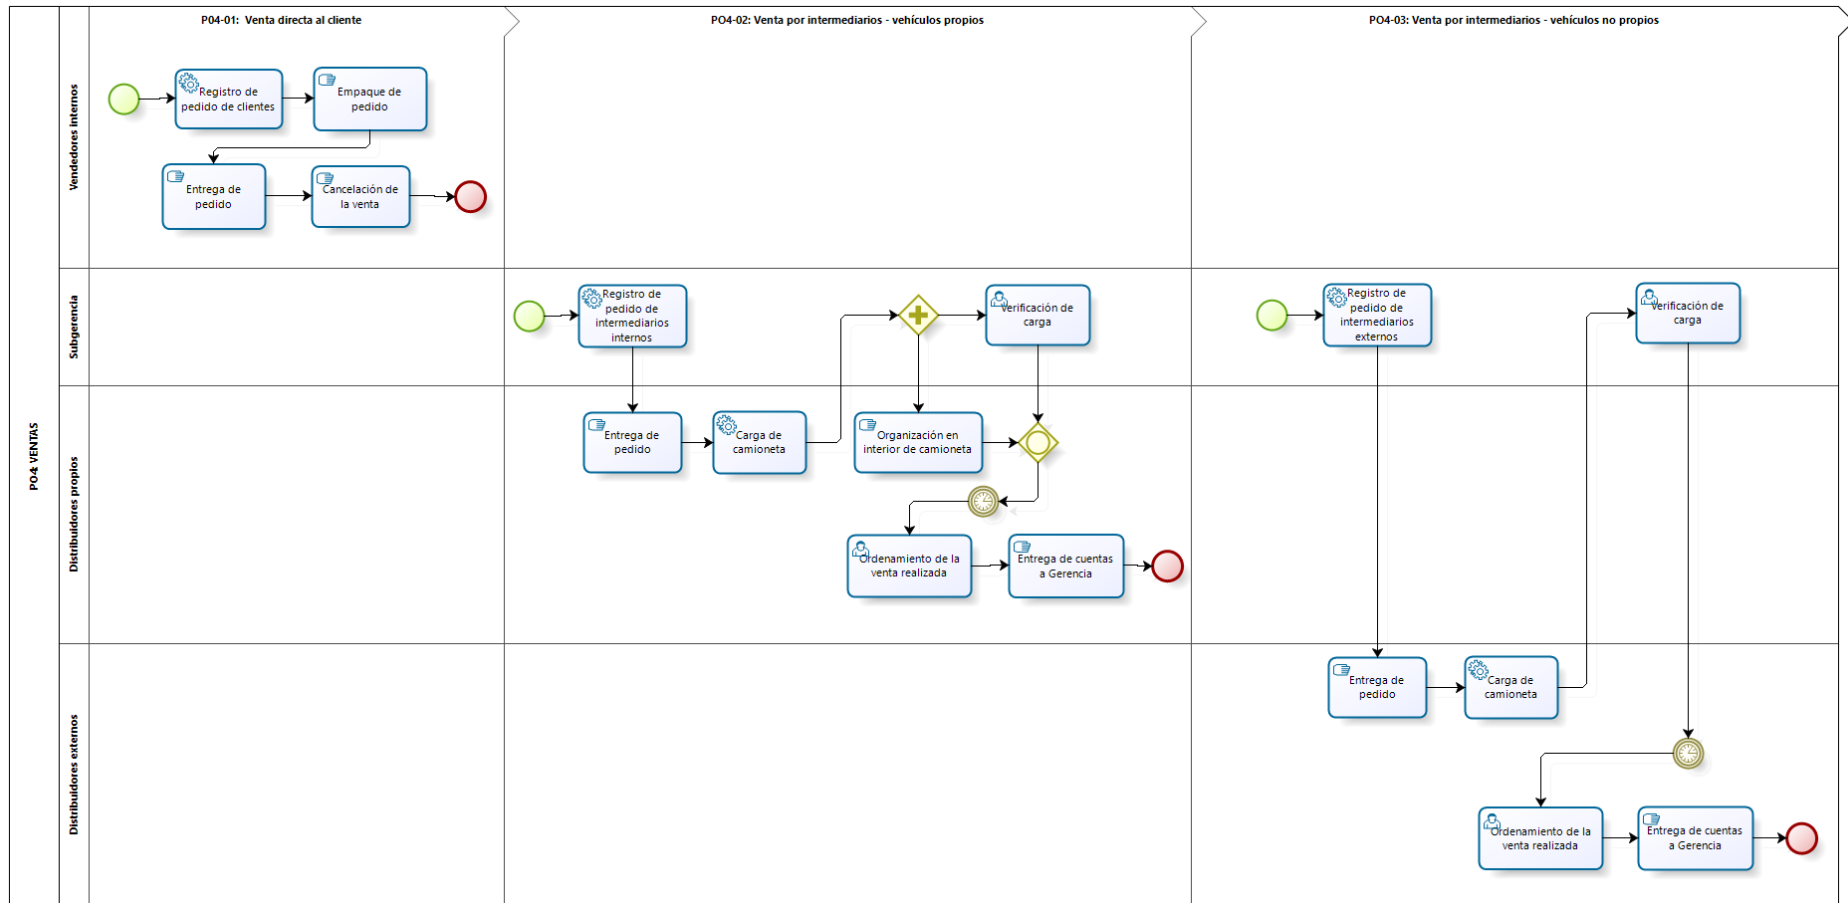 P04-01:  Venta directa al cliente
PO4-02: Venta por intermediarios - vehículos propios
PO4-03: Venta por intermediarios - vehículos no propios
PO4: VENTAS
Vendedores internos
Registro de
pedido de clientes
Empaque de
pedido
Entrega de
pedido
Cancelación de
la venta
Subgerencia
Registro de
pedido de
intermediarios
internos
Verificación de
carga
Registro de
pedido de
intermediarios
externos
Verificación de
carga
Distribuidores propios
Entrega de
pedido
Carga de
camioneta
Organización en
interior de camioneta
Ordenamiento de la
venta realizada
Entrega de cuentas
a Gerencia
Distribuidores externos
Entrega de
pedido
Carga de
camioneta
Ordenamiento de la
venta realizada
Entrega de cuentas
a Gerencia